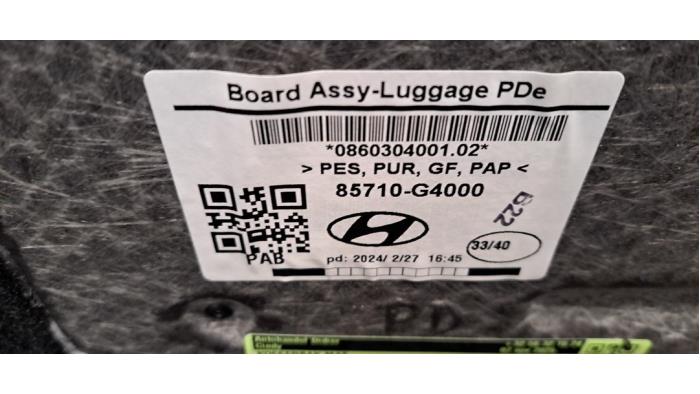 Board Assy-Luggage PDe
*0860304001.02*
> PES, PUR, GF, PAP <
85710-G4000
B22
PAB
33/40
pd: 2024/ 2/27 16:45
PD
Autohandel